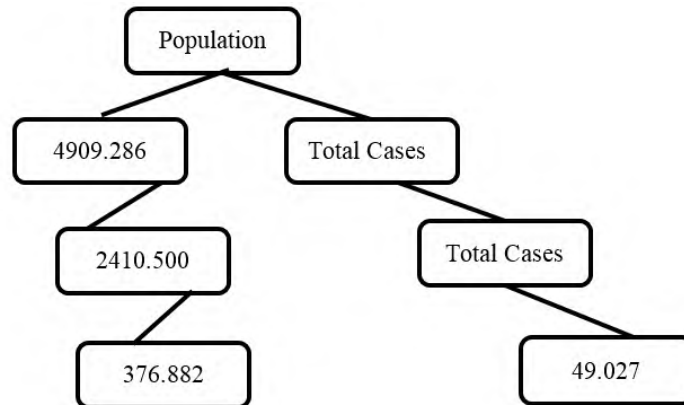 Population
4909.286
Total Cases
2410.500
Total Cases
376.882
49.027